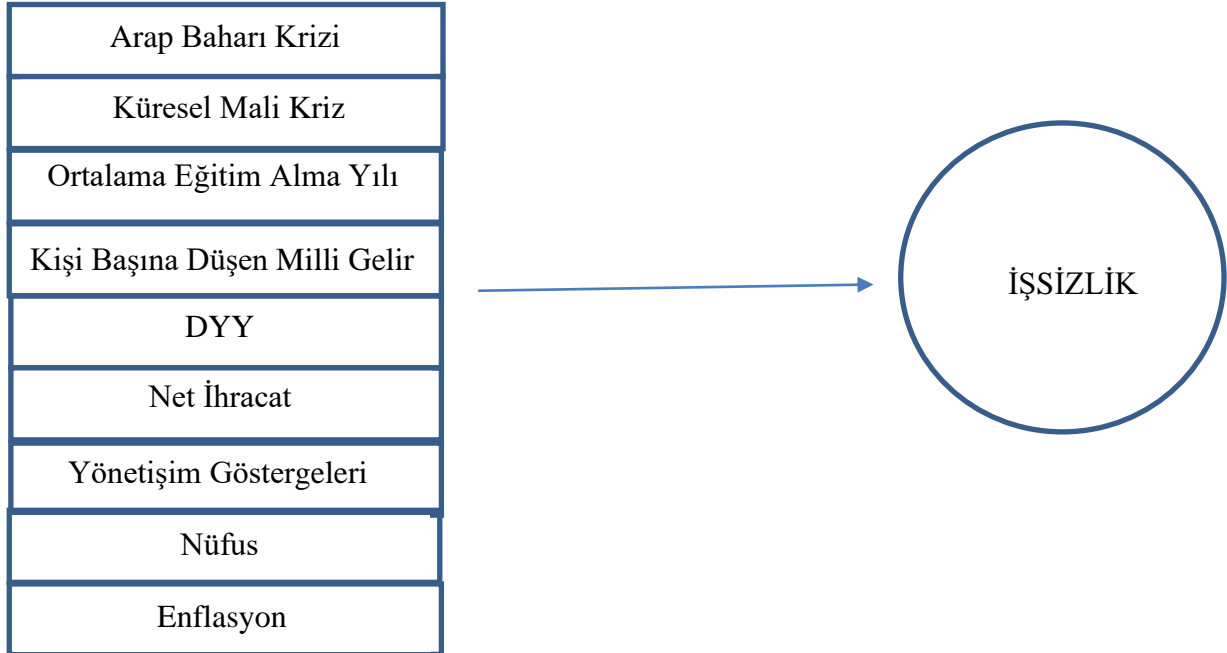 Arap Baharı Krizi
Küresel Mali Kriz
Ortalama Eğitim Alma Yılı
Kişi Başına Düşen Milli Gelir
DYY
Net İhracat
Yönetişim Göstergeleri
Nüfus
Enflasyon
İŞSİZLİK